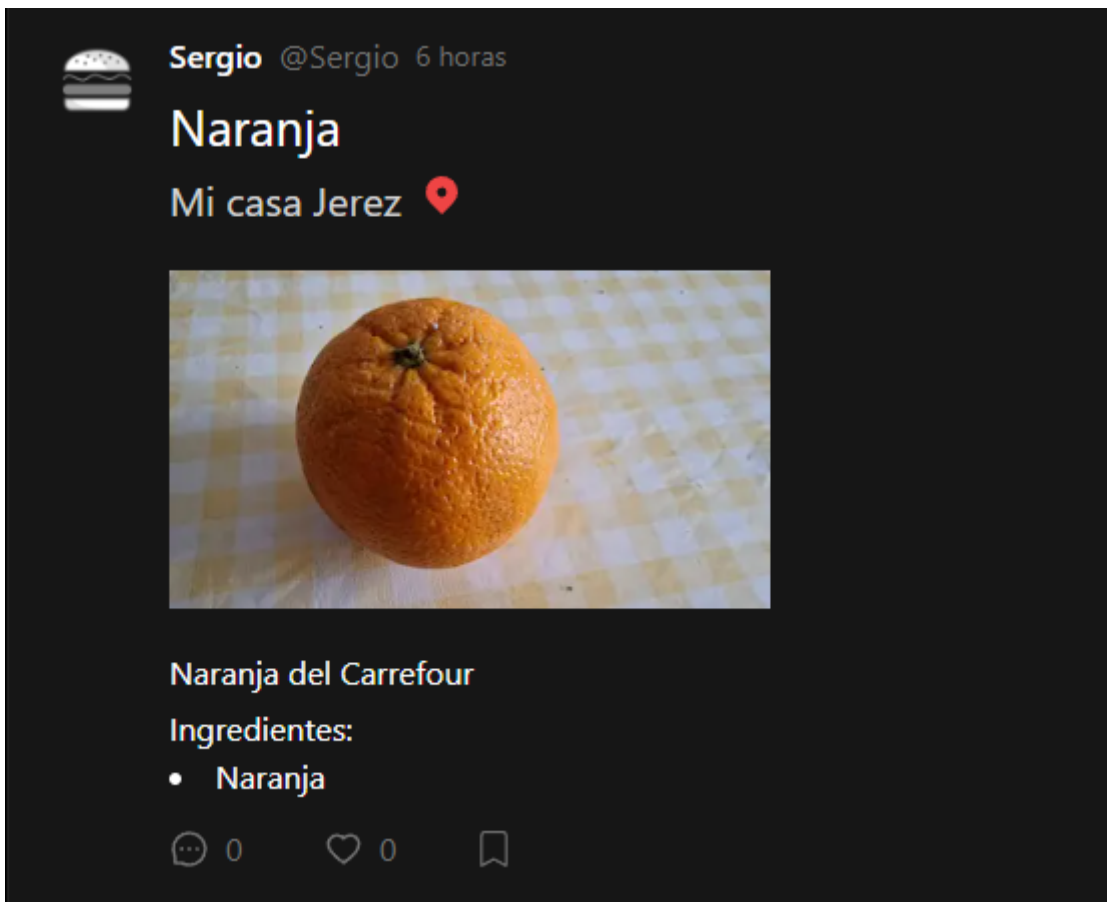 Sergio @Sergio 6 horas
Naranja
Mi casa Jerez
Naranja del Carrefour
Ingredientes:
• Naranja
0 0